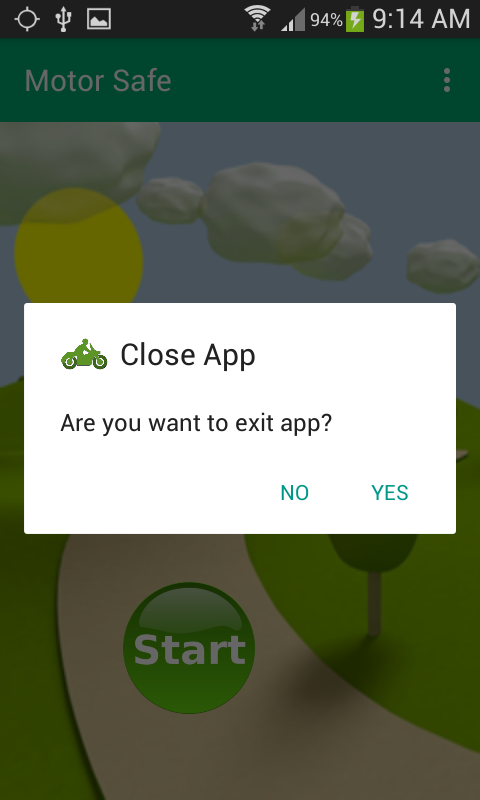 94% 9:14 AM
Motor Safe
Close App
Are you want to exit app?
NO YES
Start